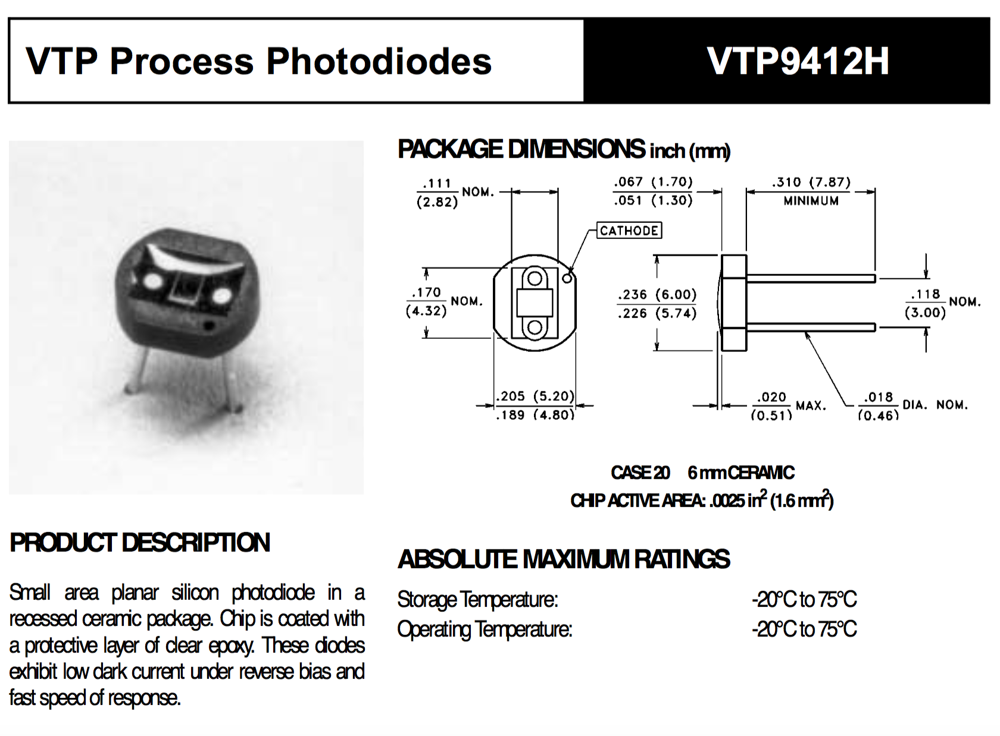 VTP Process Photodiodes
VTP9412H
PACKAGE DIMENSIONS inch (mm)
.111
(2.82)
NOM.
.067 (1.70)
.051 (1.30)
.310 (7.87)
MINIMUM
CATHODE
.170
(4.32)
NOM.
.236 (6.00)
.226 (5.74)
.118
(3.00)
NOM.
.205 (5.20)
.189 (4.80)
.020
(0.51)
MAX.
.018
(0.46)
DIA. NOM.
CASE 20 6 mm CERAMIC
CHIP ACTIVE AREA: .0025 in² (1.6 mm²)
PRODUCT DESCRIPTION
Small area planar silicon photodiode in a
recessed ceramic package. Chip is coated with
a protective layer of clear epoxy. These diodes
exhibit low dark current under reverse bias and
fast speed of response.
ABSOLUTE MAXIMUM RATINGS
Storage Temperature: -20°C to 75°C
Operating Temperature: -20°C to 75°C